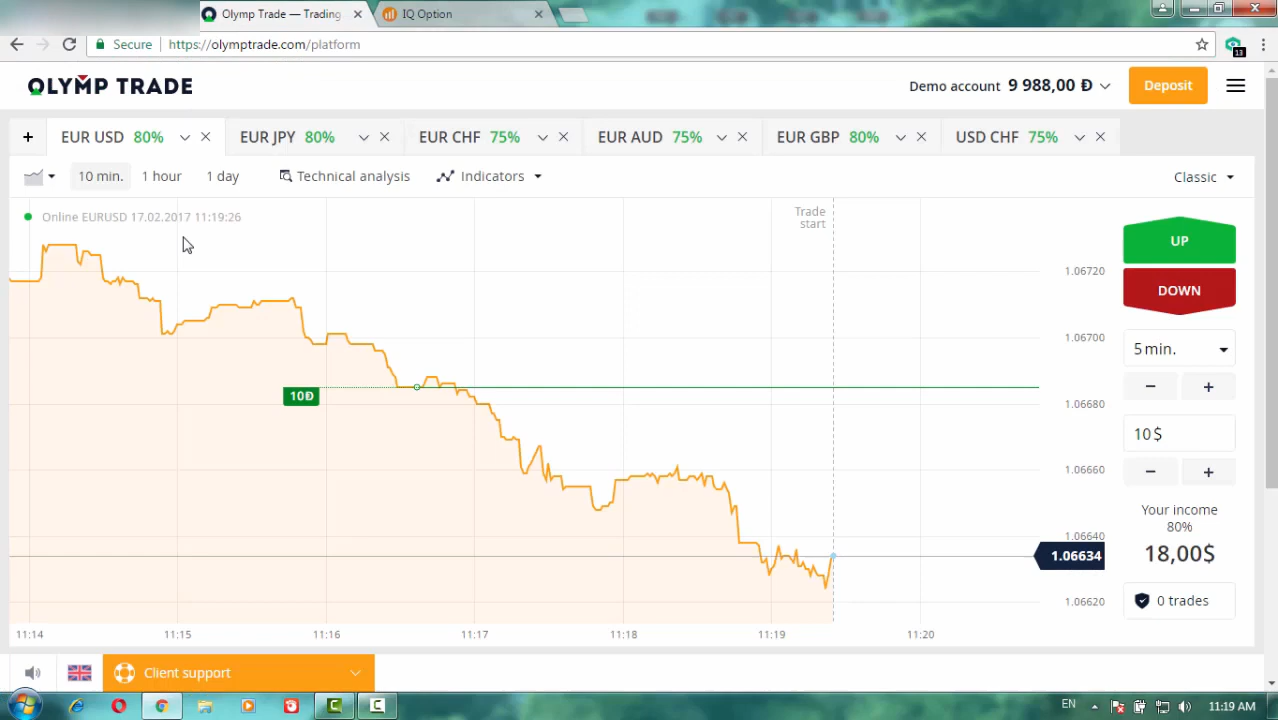 Olymp Trade — Trading
IQ Option
Secure
https://olymptrade.com/platform
13
OLYMP TRADE
Demo account 9 988,00 Đ
Deposit
+ EUR USD 80% EUR JPY 80% EUR CHF 75% EUR AUD 75% EUR GBP 80% USD CHF 75%
10 min. 1 hour 1 day Technical analysis Indicators Classic
Online EURUSD 17.02.2017 11:19:26
Trade
start
UP
DOWN
5 min.
− +
10 $
− +
Your income
80%
18,00$
0 trades
10Đ
1.06720
1.06700
1.06680
1.06660
1.06640
1.06634
1.06620
11:14 11:15 11:16 11:17 11:18 11:19 11:20
Client support
EN 11:19 AM